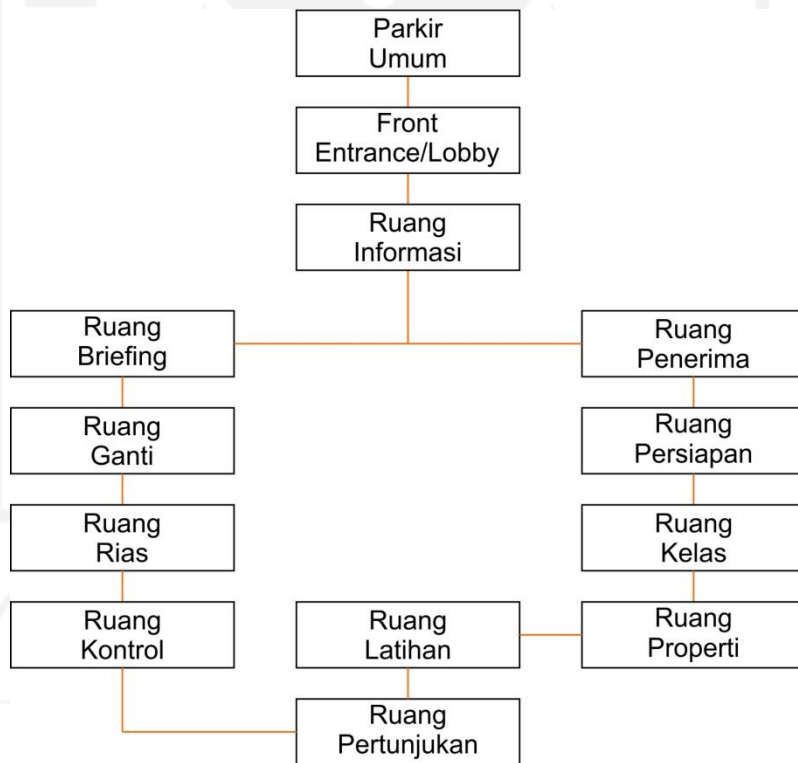 Parkir
Umum
Front
Entrance/Lobby
Ruang
Informasi
Ruang
Briefing
Ruang
Penerima
Ruang
Ganti
Ruang
Persiapan
Ruang
Rias
Ruang
Kelas
Ruang
Kontrol
Ruang
Latihan
Ruang
Properti
Ruang
Pertunjukan